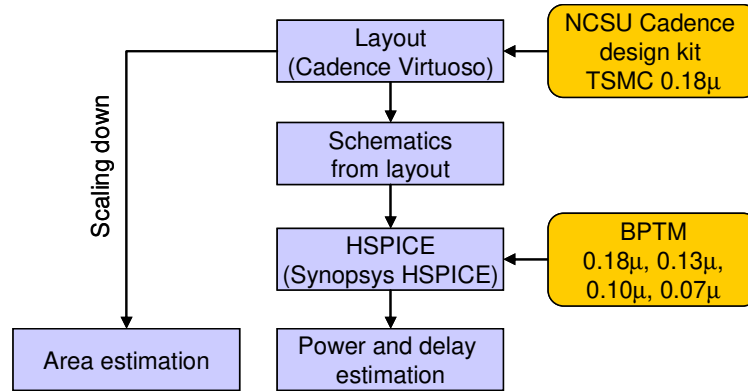 Layout
(Cadence Virtuoso)
NCSU Cadence
design kit
TSMC 0.18μ
Scaling down
Schematics
from layout
HSPICE
(Synopsys HSPICE)
BPTM
0.18μ, 0.13μ,
0.10μ, 0.07μ
Area estimation
Power and delay
estimation